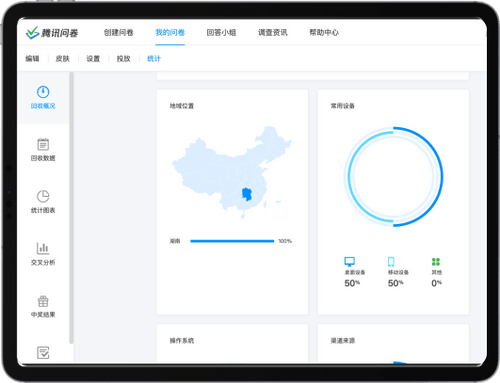 腾讯问卷 创建问卷 我的问卷 回答小组 调查资讯 帮助中心
编辑 皮肤 设置 投放 统计
回收概况
回收数据
统计图表
交叉分析
中奖结果
地域位置
湖南 100%
常用设备
桌面设备 移动设备 其他
50% 50% 0%
操作系统
渠道来源